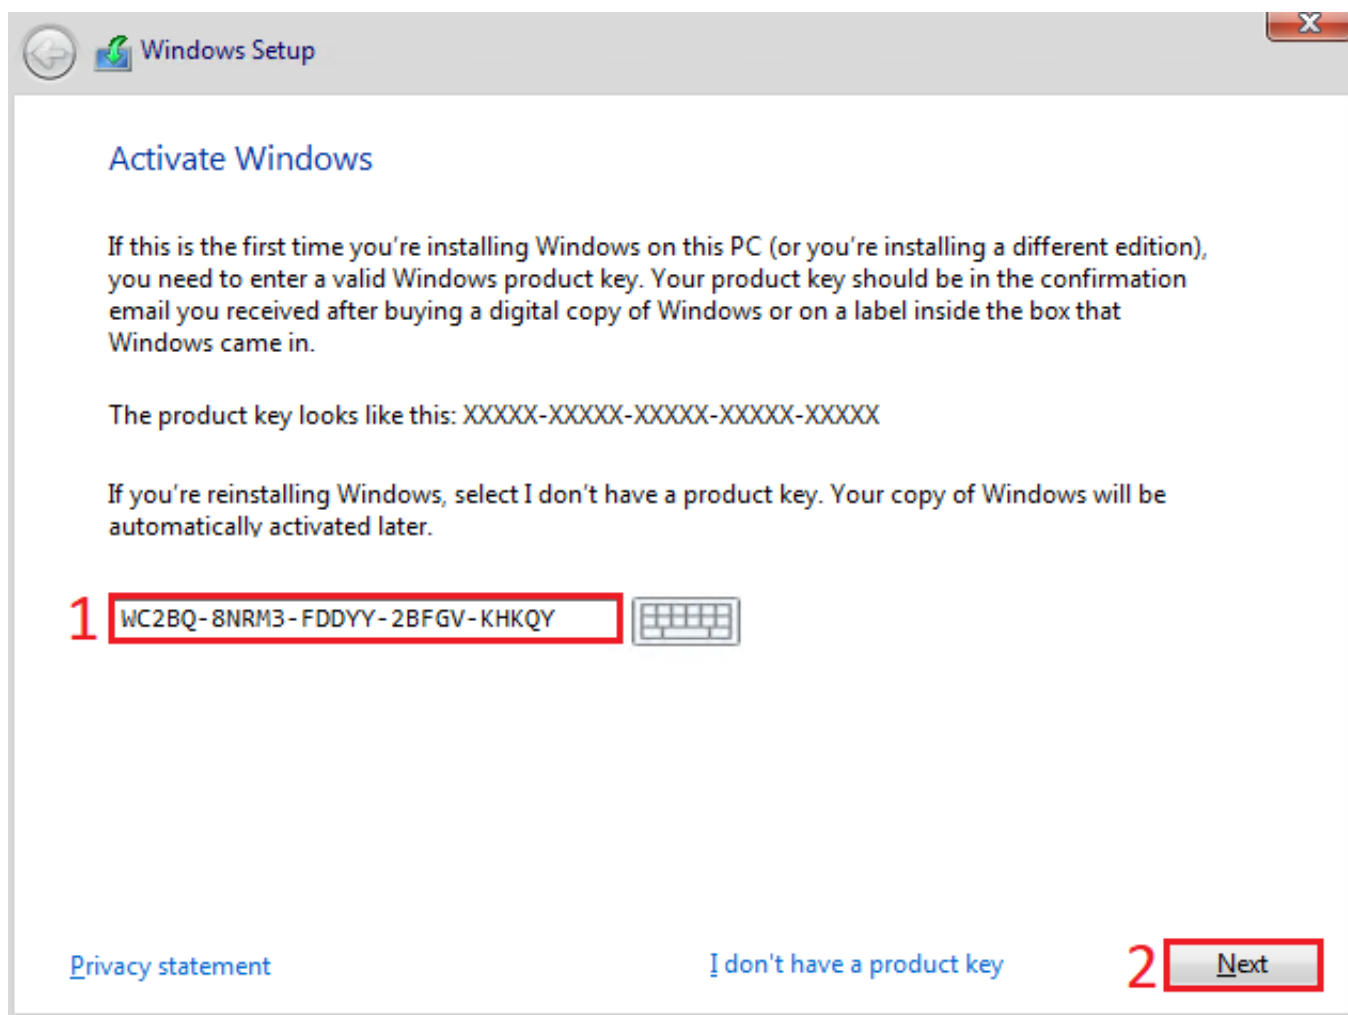 Windows Setup
Activate Windows
If this is the first time you're installing Windows on this PC (or you're installing a different edition),
you need to enter a valid Windows product key. Your product key should be in the confirmation
email you received after buying a digital copy of Windows or on a label inside the box that
Windows came in.
The product key looks like this: XXXXX-XXXXX-XXXXX-XXXXX-XXXXX
If you're reinstalling Windows, select I don't have a product key. Your copy of Windows will be
automatically activated later.
1 WC2BQ-8NRM3-FDDYY-2BFGV-KHKQY
Privacy statement I don't have a product key 2 Next